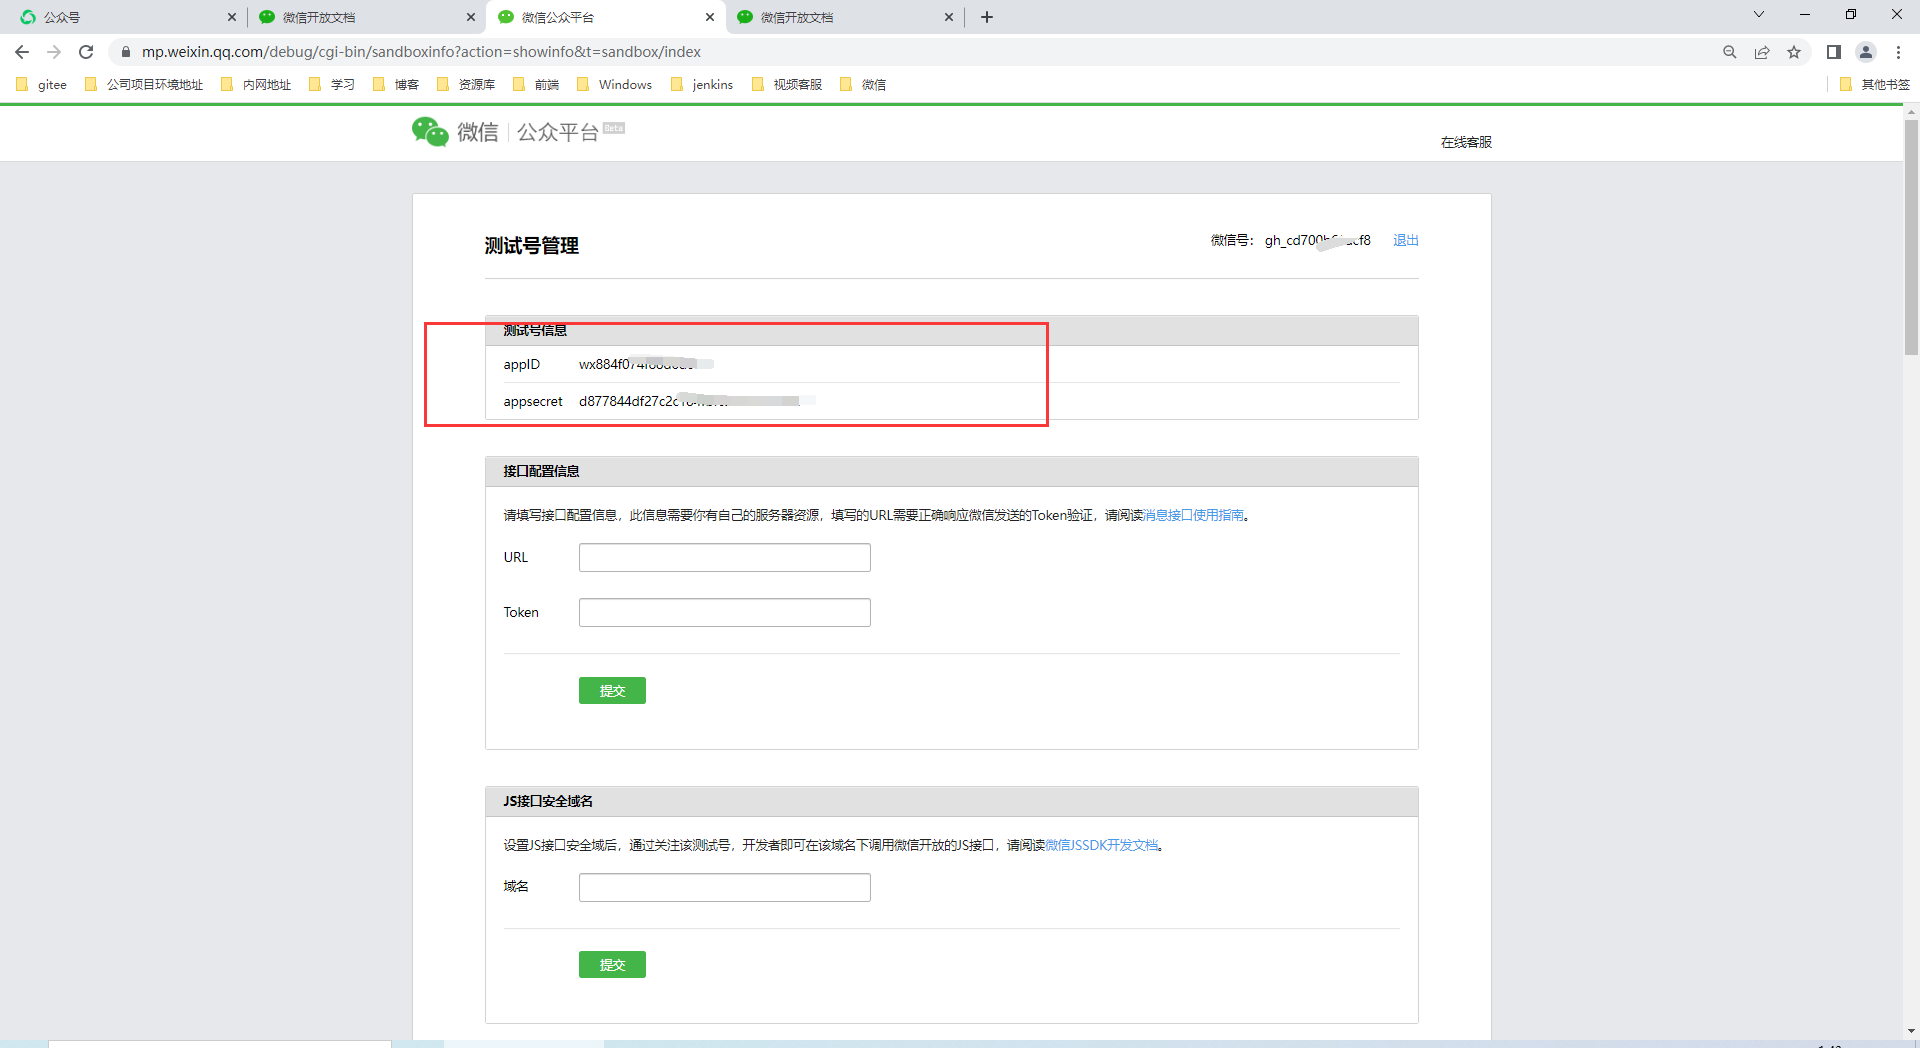 公众号
微信开放文档
微信公众平台
微信开放文档
mp.weixin.qq.com/debug/cgi-bin/sandboxinfo?action=showinfo&t=sandbox/index
gitee
公司项目环境地址
内网地址
学习
博客
资源库
前端
Windows
jenkins
视频客服
微信
其他书签
微信 公众平台 Beta
在线客服
测试号管理
微信号： gh_cd700 cf8 退出
测试号信息
appID wx884f0
appsecret d877844df27c2c
接口配置信息
请填写接口配置信息，此信息需要你有自己的服务器资源，填写的URL需要正确响应微信发送的Token验证，请阅读消息接口使用指南。
URL
Token
提交
JS接口安全域名
设置JS接口安全域后，通过关注该测试号，开发者即可在该域名下调用微信开放的JS接口，请阅读微信JSSDK开发文档。
域名
提交